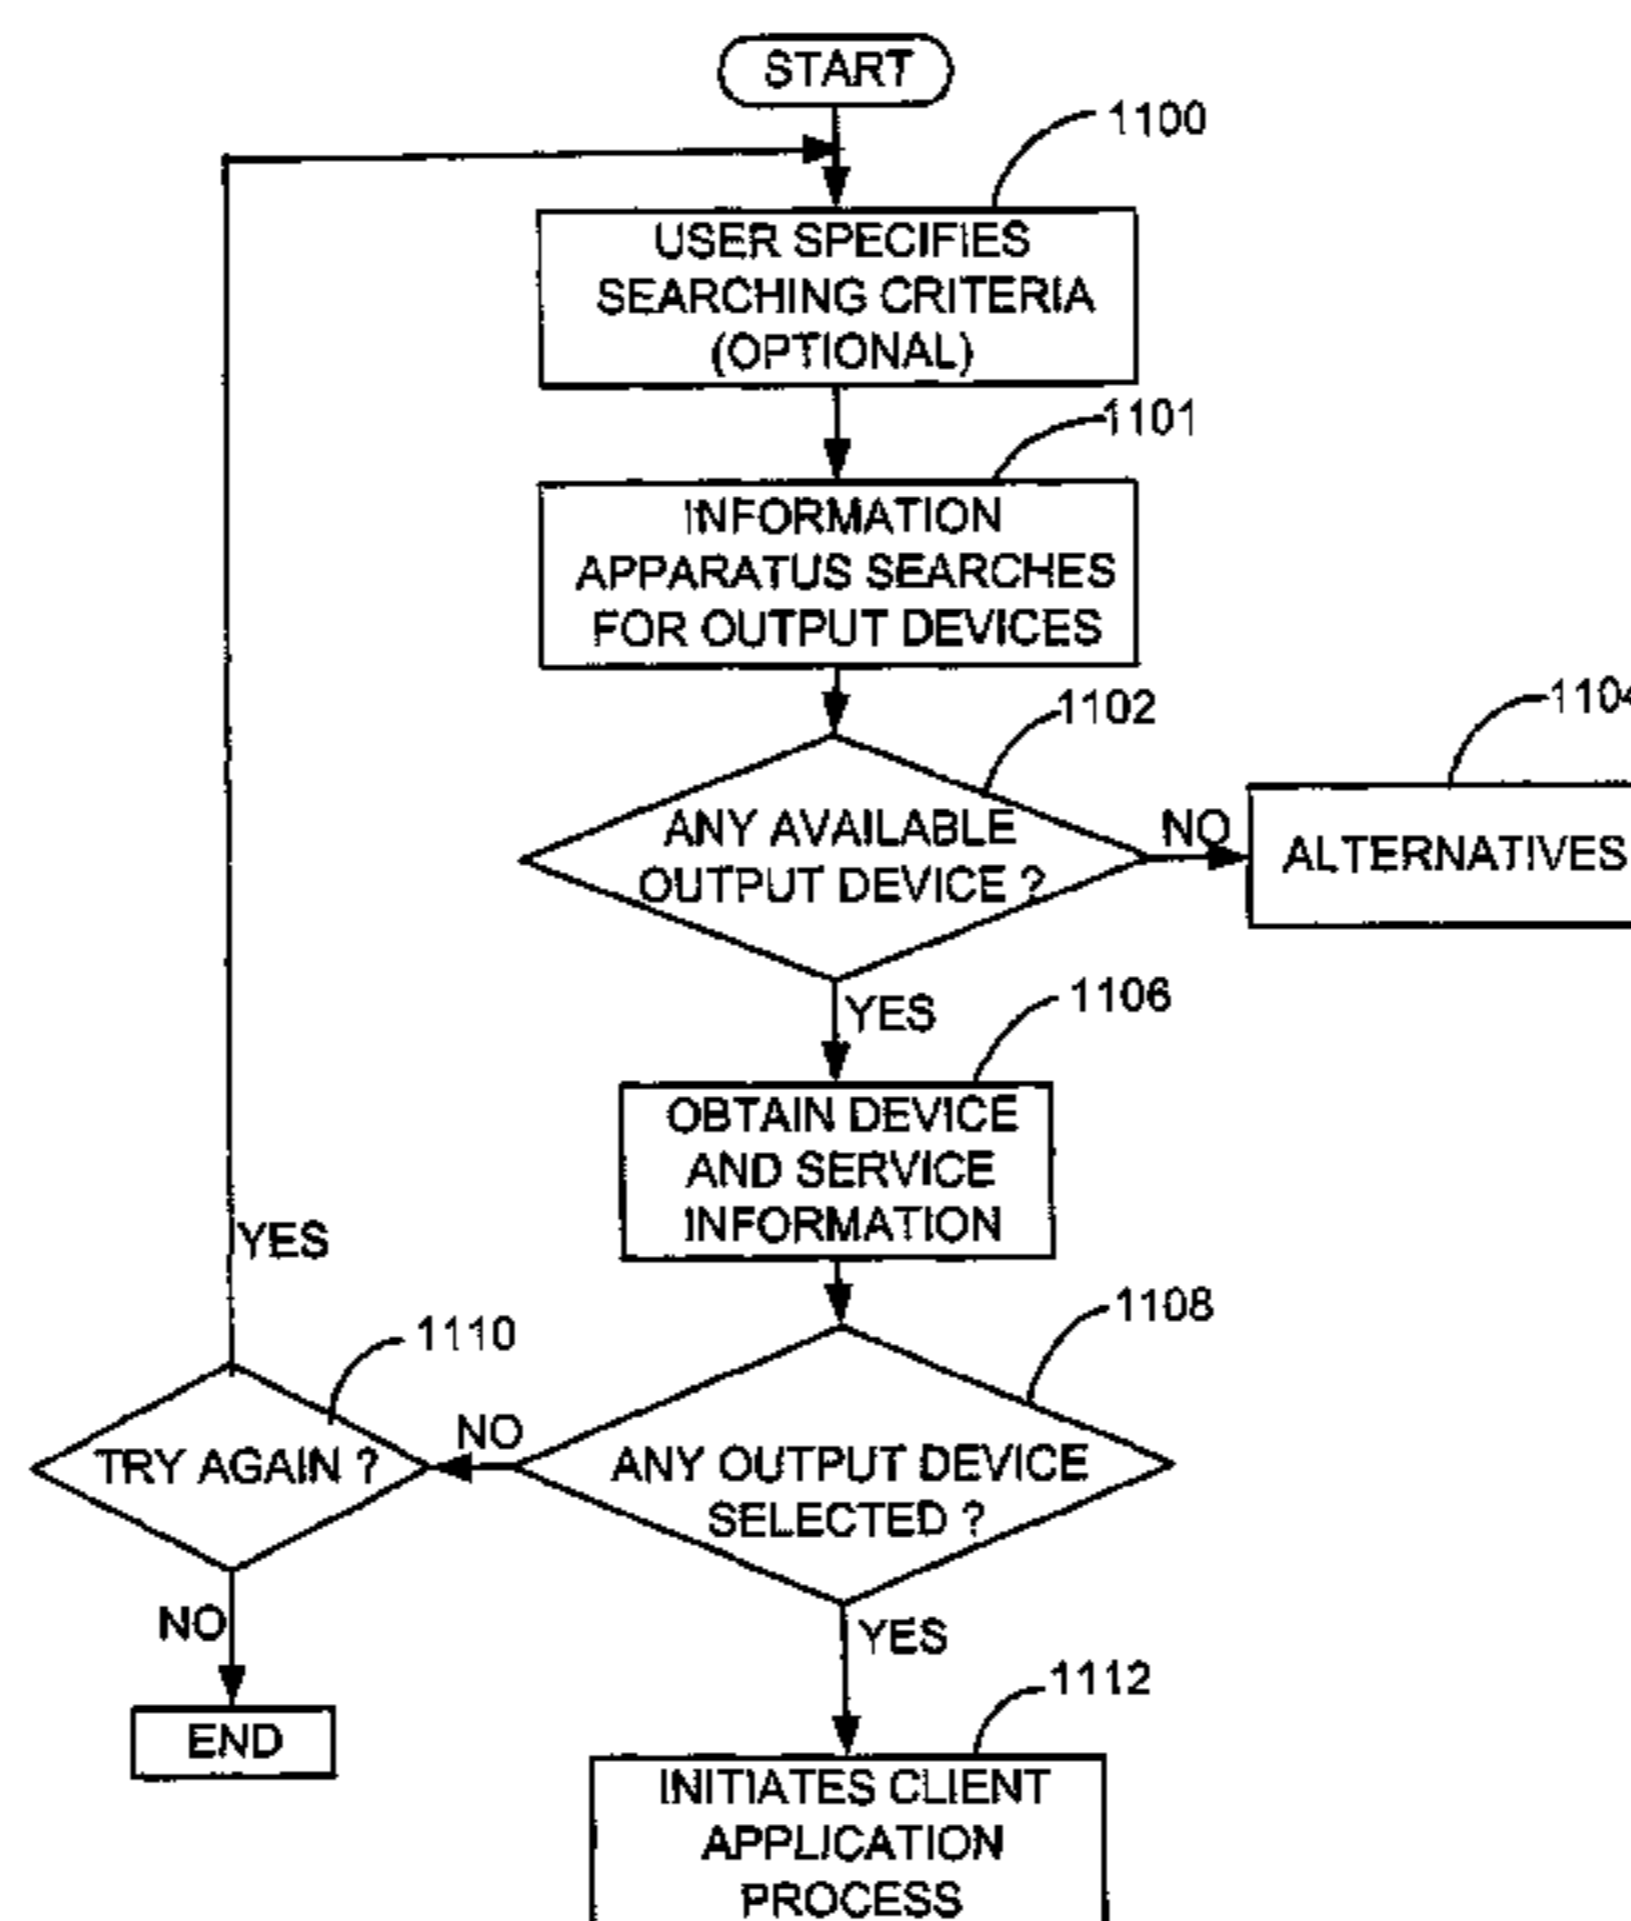 START
1100
USER SPECIFIES
SEARCHING CRITERIA
(OPTIONAL)
1101
INFORMATION
APPARATUS SEARCHES
FOR OUTPUT DEVICES
1102
1104
ANY AVAILABLE
OUTPUT DEVICE ?
NO
ALTERNATIVES
YES
1106
OBTAIN DEVICE
AND SERVICE
INFORMATION
YES
1108
1110
ANY OUTPUT DEVICE
SELECTED ?
NO
TRY AGAIN ?
NO
YES
END
1112
INITIATES CLIENT
APPLICATION
PROCESS